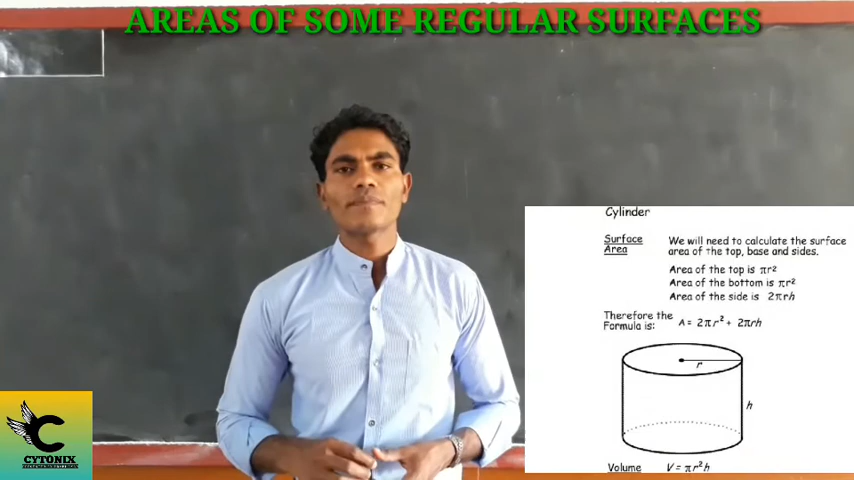 AREAS OF SOME REGULAR SURFACES
Cylinder
Surface
Area
We will need to calculate the surface
area of the top, base and sides.
Area of the top is πr²
Area of the bottom is πr²
Area of the side is 2πrh
Therefore the
Formula is:
A = 2πr² + 2πrh
r
h
Volume V = πr²h
C
CYTONIX